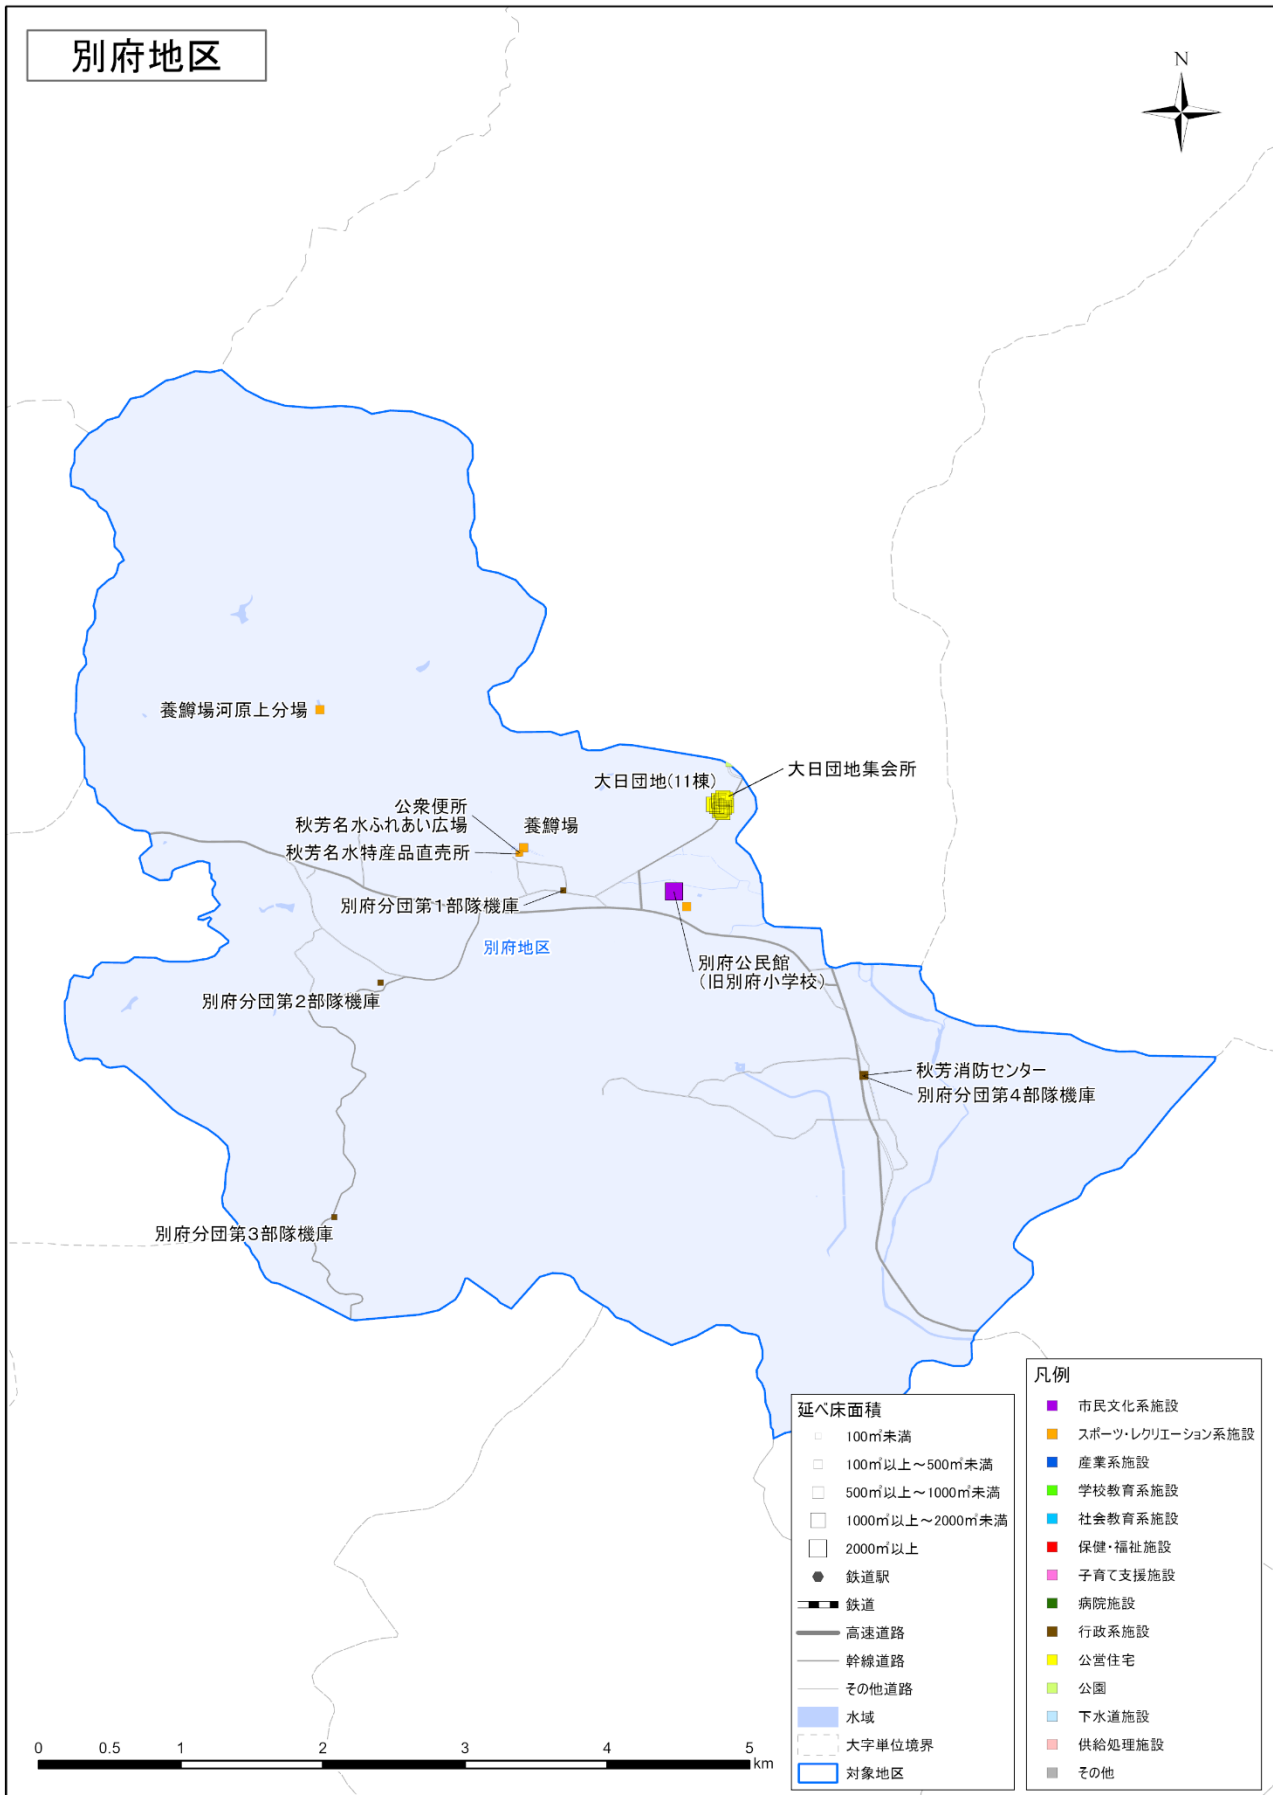 別府地区
N
養鱒場河原上分場
大日団地(11棟)
大日団地集会所
公衆便所
秋芳名水ふれあい広場
養鱒場
秋芳名水特産品直売所
別府分団第1部隊機庫
別府地区
別府公民館
(旧別府小学校)
別府分団第2部隊機庫
秋芳消防センター
別府分団第4部隊機庫
別府分団第3部隊機庫
延べ床面積
100㎡未満
100㎡以上～500㎡未満
500㎡以上～1000㎡未満
1000㎡以上～2000㎡未満
2000㎡以上
鉄道駅
鉄道
高速道路
幹線道路
その他道路
水域
大字単位境界
対象地区
凡例
市民文化系施設
スポーツ・レクリエーション系施設
産業系施設
学校教育系施設
社会教育系施設
保健・福祉施設
子育て支援施設
病院施設
行政系施設
公営住宅
公園
下水道施設
供給処理施設
その他
0 0.5 1 2 3 4 5
km